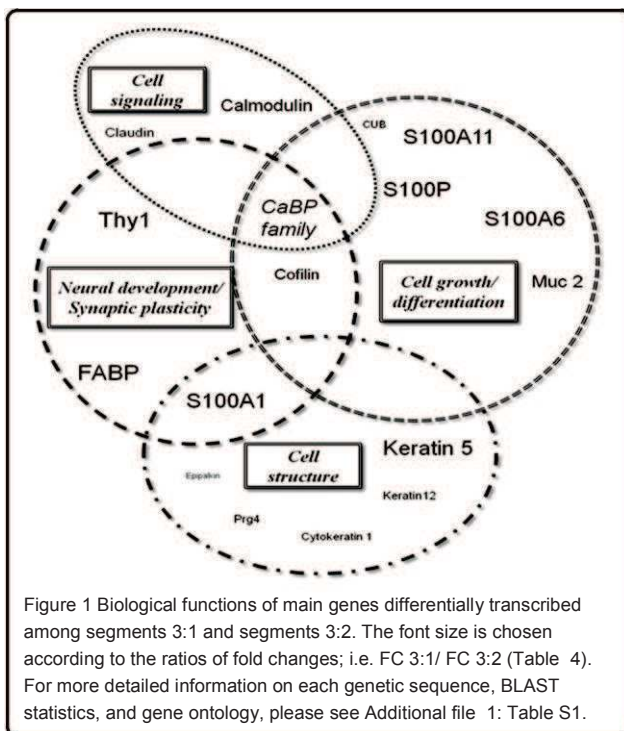 Cell
signaling
Calmodulin
Claudin
CUB
S100A11
S100P
CaBP
family
Thy1
S100A6
Cofilin
Neural development/
Synaptic plasticity
Cell growth/
differentiation
Muc 2
FABP
S100A1
Cell
structure
Keratin 5
Eppakin
Keratin12
Prg4
Cytokeratin 1
Figure 1 Biological functions of main genes differentially transcribed
among segments 3:1 and segments 3:2. The font size is chosen
according to the ratios of fold changes; i.e. FC 3:1/ FC 3:2 (Table 4).
For more detailed information on each genetic sequence, BLAST
statistics, and gene ontology, please see Additional file 1: Table S1.